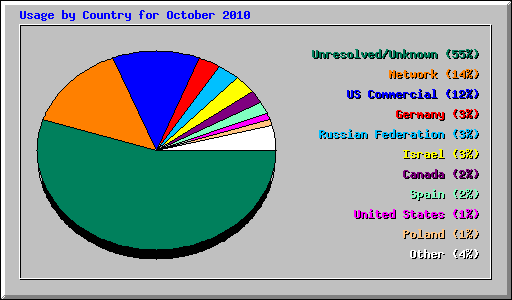 Usage by Country for October 2010
Unresolved/Unknown (55%)
Network (14%)
US Commercial (12%)
Germany (3%)
Russian Federation (3%)
Israel (3%)
Canada (2%)
Spain (2%)
United States (1%)
Poland (1%)
Other (4%)